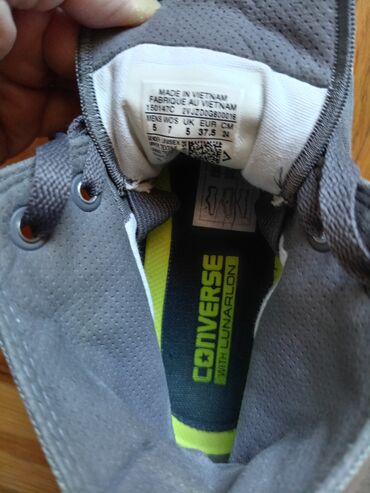 MADE IN VIETNAM
FABRIQUE AU VIETNAM
150147C 2VJZD0G800016
MENS WO'S UK EUR CM
5 7 5 37.5 24
CONVERSE
WITH LUNARLON